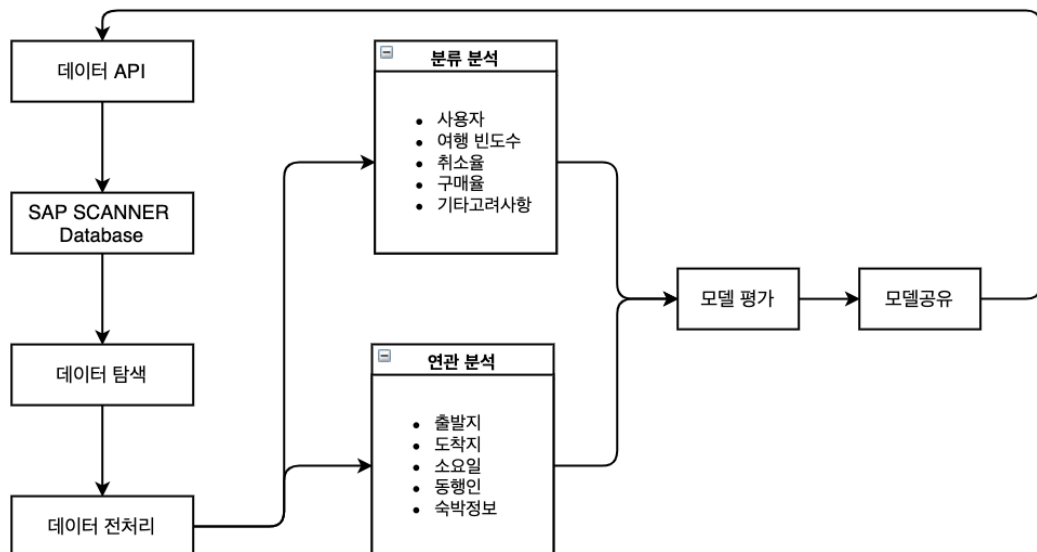 데이터 API
SAP SCANNER
Database
데이터 탐색
데이터 전처리
분류 분석
사용자
여행 빈도수
취소율
구매율
기타고려사항
연관 분석
출발지
도착지
소요일
동행인
숙박정보
모델 평가
모델공유